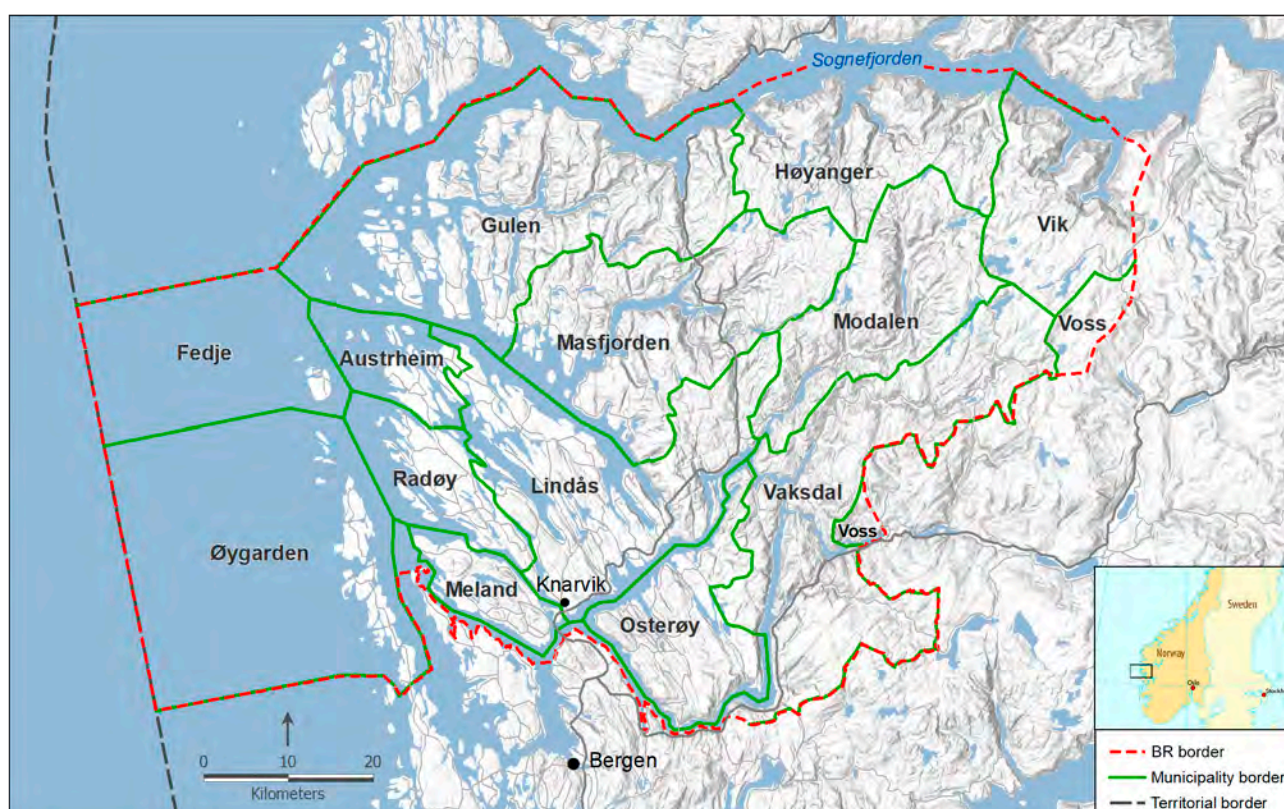 Sognefjorden
Høyanger
Gulen
Vik
Masfjorden
Modalen
Voss
Fedje
Austrheim
Radøy
Lindås
Vaksdal
Voss
Øygarden
Meland
Knarvik
Osterøy
Bergen
0 10 20
Kilometers
Sweden
Norway
Oslo
Stockh
BR border
Municipality border
Territorial border